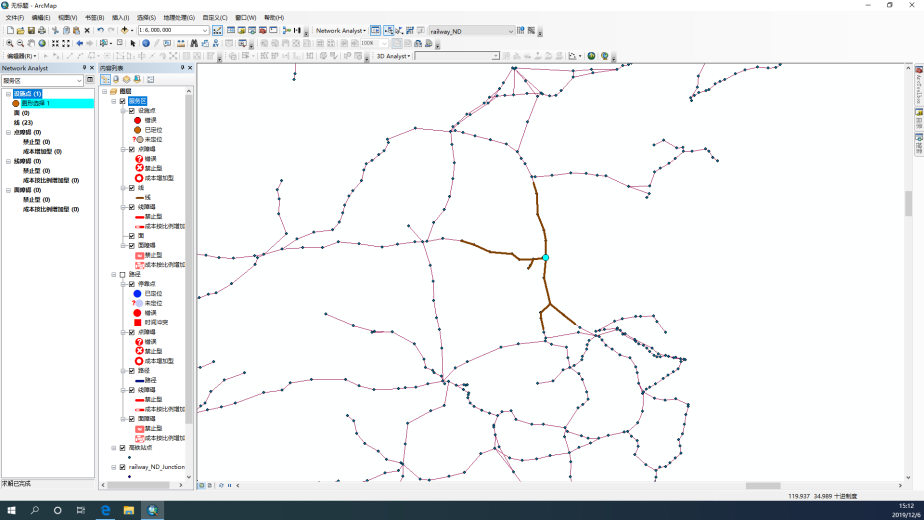 无标题 - ArcMap
文件(F) 编辑(E) 视图(V) 书签(B) 插入(I) 选择(S) 地理处理(G) 自定义(C) 窗口(W) 帮助(H)
1:6,000,000
Network Analyst
railway_ND
100%
编辑器(R)
3D Analyst
Network Analyst
服务区
设施点 (1)
图形选择 1
面 (0)
线 (23)
点障碍 (0)
禁止型 (0)
成本增加型 (0)
线障碍 (0)
禁止型 (0)
成本按比例增加型 (0)
面障碍 (0)
禁止型 (0)
成本按比例增加型 (0)
求解已完成
内容列表
图层
服务区
设施点
错误
已定位
未定位
点障碍
错误
禁止型
成本增加型
线
线
线障碍
禁止型
成本按比例增加
面
面障碍
禁止型
成本按比例增加
路径
停靠点
已定位
未定位
错误
时间冲突
点障碍
错误
禁止型
成本增加型
路径
路径
线障碍
禁止型
成本按比例增加
面障碍
禁止型
成本按比例增加
高铁站点
railway_ND_Junction
ArcToolbox
119.937 34.989 十进制度
15:12
2019/12/6